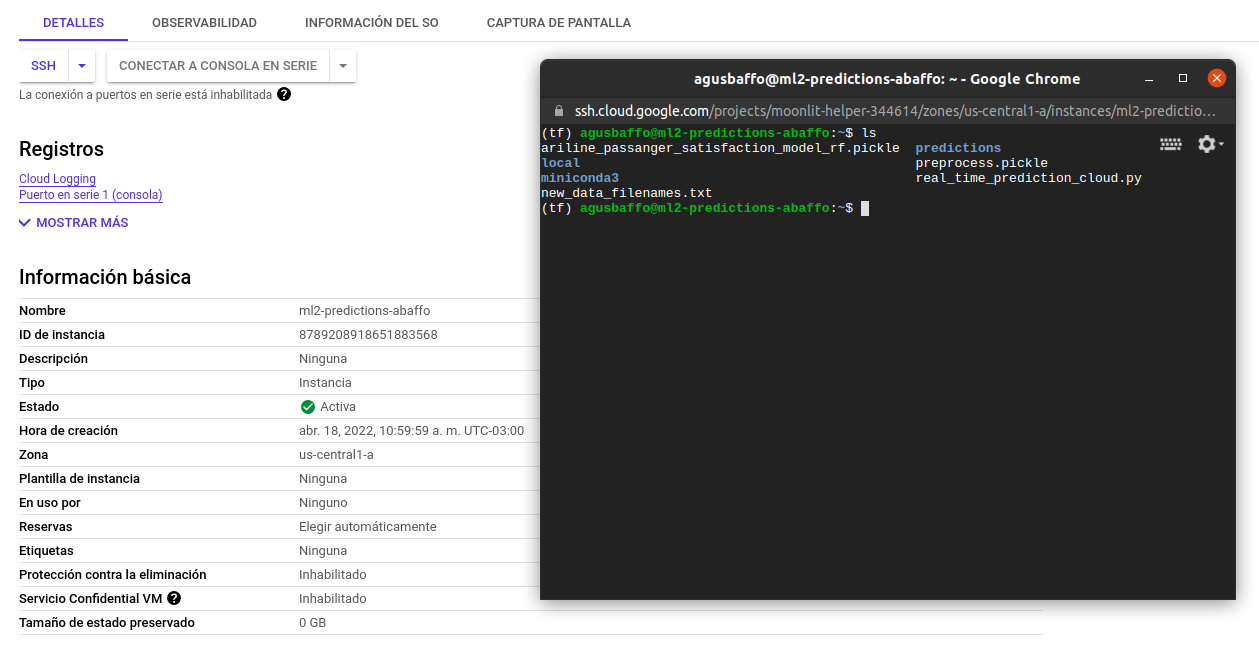 DETALLES OBSERVABILIDAD INFORMACIÓN DEL SO CAPTURA DE PANTALLA
SSH CONECTAR A CONSOLA EN SERIE
La conexión a puertos en serie está inhabilitada ?
Registros
Cloud Logging
Puerto en serie 1 (consola)
MOSTRAR MÁS
Información básica
Nombre ml2-predictions-abaffo
ID de instancia 8789208918651883568
Descripción Ninguna
Tipo Instancia
Estado Activa
Hora de creación abr. 18, 2022, 10:59:59 a. m. UTC-03:00
Zona us-central1-a
Plantilla de instancia Ninguna
En uso por Ninguno
Reservas Elegir automáticamente
Etiquetas Ninguna
Protección contra la eliminación Inhabilitado
Servicio Confidential VM ? Inhabilitado
Tamaño de estado preservado 0 GB
agusbaffo@ml2-predictions-abaffo: ~ - Google Chrome
ssh.cloud.google.com/projects/moonlit-helper-344614/zones/us-central1-a/instances/ml2-predictio...
(tf) agusbaffo@ml2-predictions-abaffo:~$ ls
ariline_passanger_satisfaction_model_rf.pickle predictions
local preprocess.pickle
miniconda3 real_time_prediction_cloud.py
new_data_filenames.txt
(tf) agusbaffo@ml2-predictions-abaffo:~$